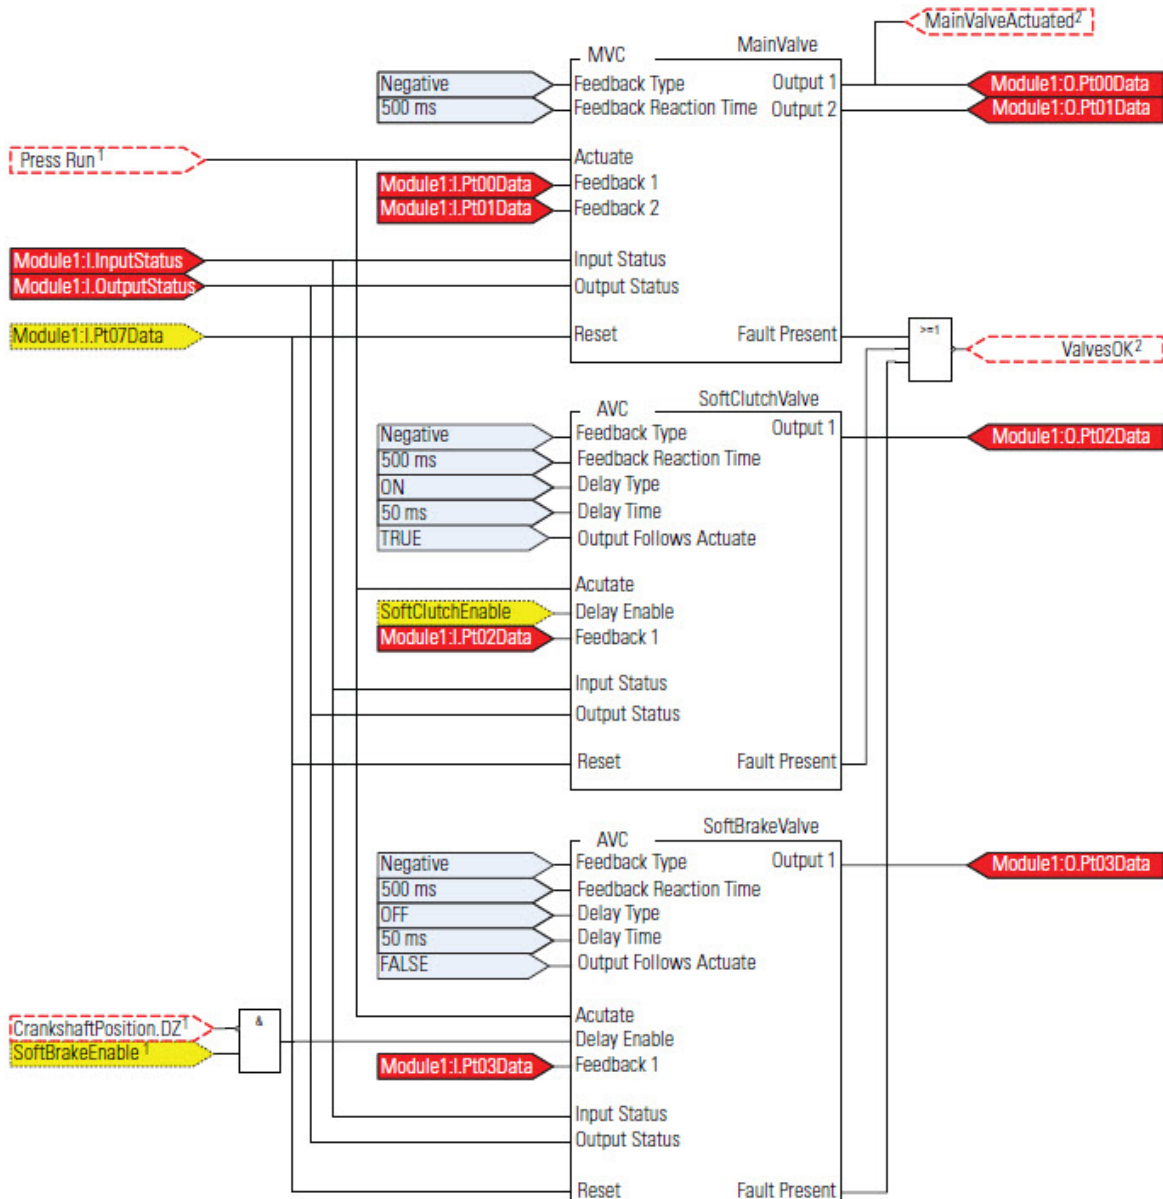 MainValveActuated2
MVC MainValve
Negative Feedback Type Output 1 Module1:O.Pt00Data
500 ms Feedback Reaction Time Output 2 Module1:O.Pt01Data
Press Run1 Actuate
Module1:I.Pt00Data Feedback 1
Module1:I.Pt01Data Feedback 2
Module1:I.InputStatus Input Status
Module1:I.OutputStatus Output Status
Module1:I.Pt07Data Reset Fault Present >=1
ValvesOK2
AVC SoftClutchValve
Negative Feedback Type Output 1 Module1:O.Pt02Data
500 ms Feedback Reaction Time
ON Delay Type
50 ms Delay Time
TRUE Output Follows Actuate
Acutate
SoftClutchEnable Delay Enable
Module1:I.Pt02Data Feedback 1
Input Status
Output Status
Reset Fault Present
AVC SoftBrakeValve
Negative Feedback Type Output 1 Module1:O.Pt03Data
500 ms Feedback Reaction Time
OFF Delay Type
50 ms Delay Time
FALSE Output Follows Actuate
CrankshaftPosition.DZ1 & Acutate
SoftBrakeEnable1 Delay Enable
Module1:I.Pt03Data Feedback 1
Input Status
Output Status
Reset Fault Present